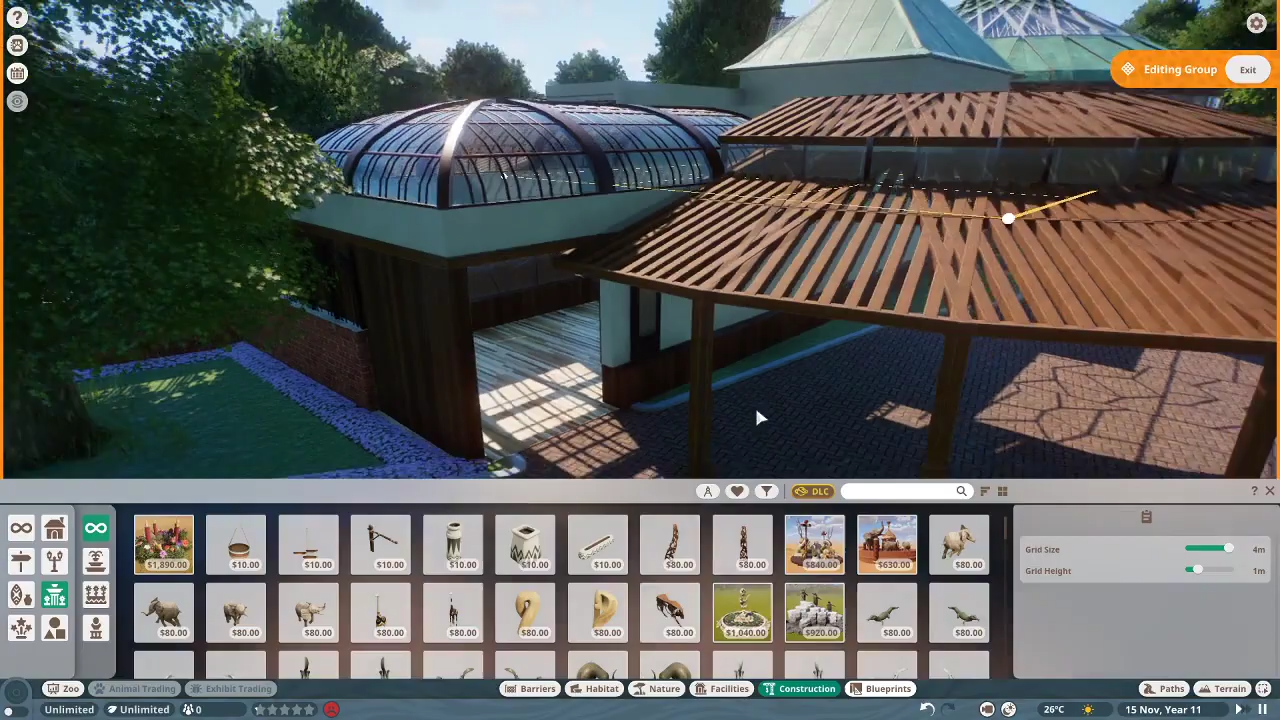 ?
Editing Group Exit
DLC
? ×
$1,890.00 $10.00 $10.00 $10.00 $10.00 $10.00 $10.00 $80.00 $80.00 $840.00 $630.00 $80.00
Grid Size 4m
Grid Height 1m
$80.00 $80.00 $80.00 $80.00 $80.00 $80.00 $80.00 $80.00 $1,040.00 $920.00 $80.00 $80.00
Zoo Animal Trading Exhibit Trading Barriers Habitat Nature Facilities Construction Blueprints Paths Terrain
Unlimited Unlimited 0 26°C 15 Nov, Year 11